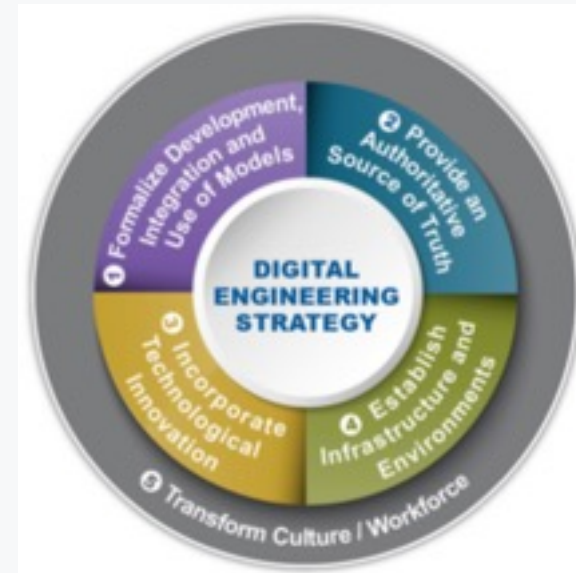 DIGITAL
ENGINEERING
STRATEGY
1 Formalize Development,
Integration and
Use of Models
2 Provide an
Authoritative
Source of Truth
3 Incorporate
Technological
Innovation
4 Establish
Infrastructure and
Environments
5 Transform Culture / Workforce